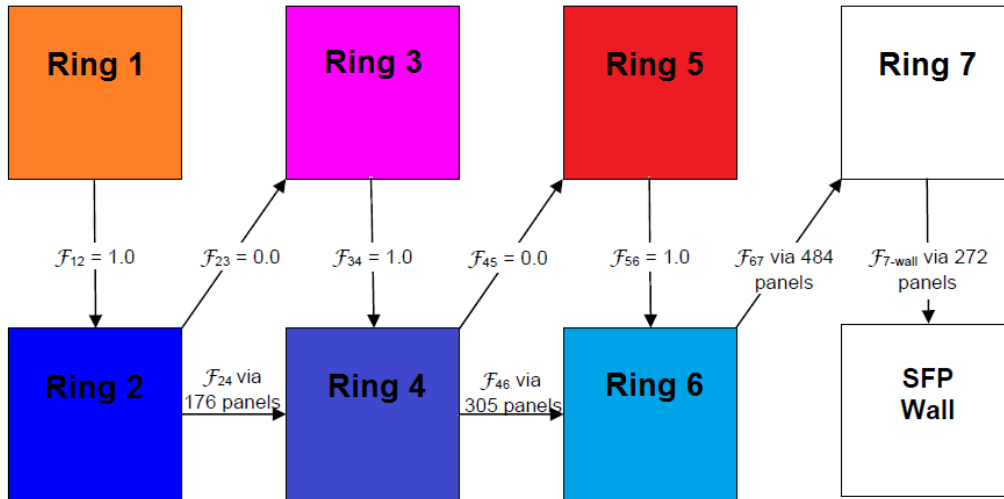 Ring 1
Ring 3
Ring 5
Ring 7
ℱ12 = 1.0
ℱ23 = 0.0
ℱ34 = 1.0
ℱ45 = 0.0
ℱ56 = 1.0
ℱ67 via 484
panels
ℱ7-wall via 272
panels
Ring 2
ℱ24 via
176 panels
Ring 4
ℱ46 via
305 panels
Ring 6
SFP
Wall